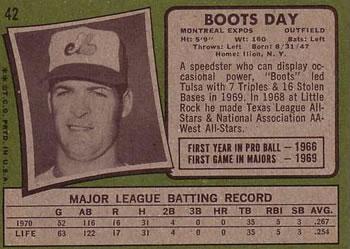 42
BOOTS DAY
MONTREAL EXPOS OUTFIELD
Ht: 5'9" Wt: 160 Bats: Left
Throws: Left Born: 8/31/47
Home: Ilion, N.Y.
A speedster who can display occasional power, "Boots" led
Tulsa with 7 Triples & 16 Stolen
Bases in 1969. In 1968 at Little
Rock he made Texas League All-
Stars & National Association AA-
West All-Stars.
FIRST YEAR IN PRO BALL — 1966
FIRST GAME IN MAJORS — 1969
** ©T.C.G. PRTD. IN U.S.A.
MAJOR LEAGUE BATTING RECORD
G AB R H 2B 3B HR TB RBI SB AVG.
1970 52 116 16 31 4 0 0 35 5 3 .267
LIFE 63 122 17 31 4 0 0 35 5 3 .254